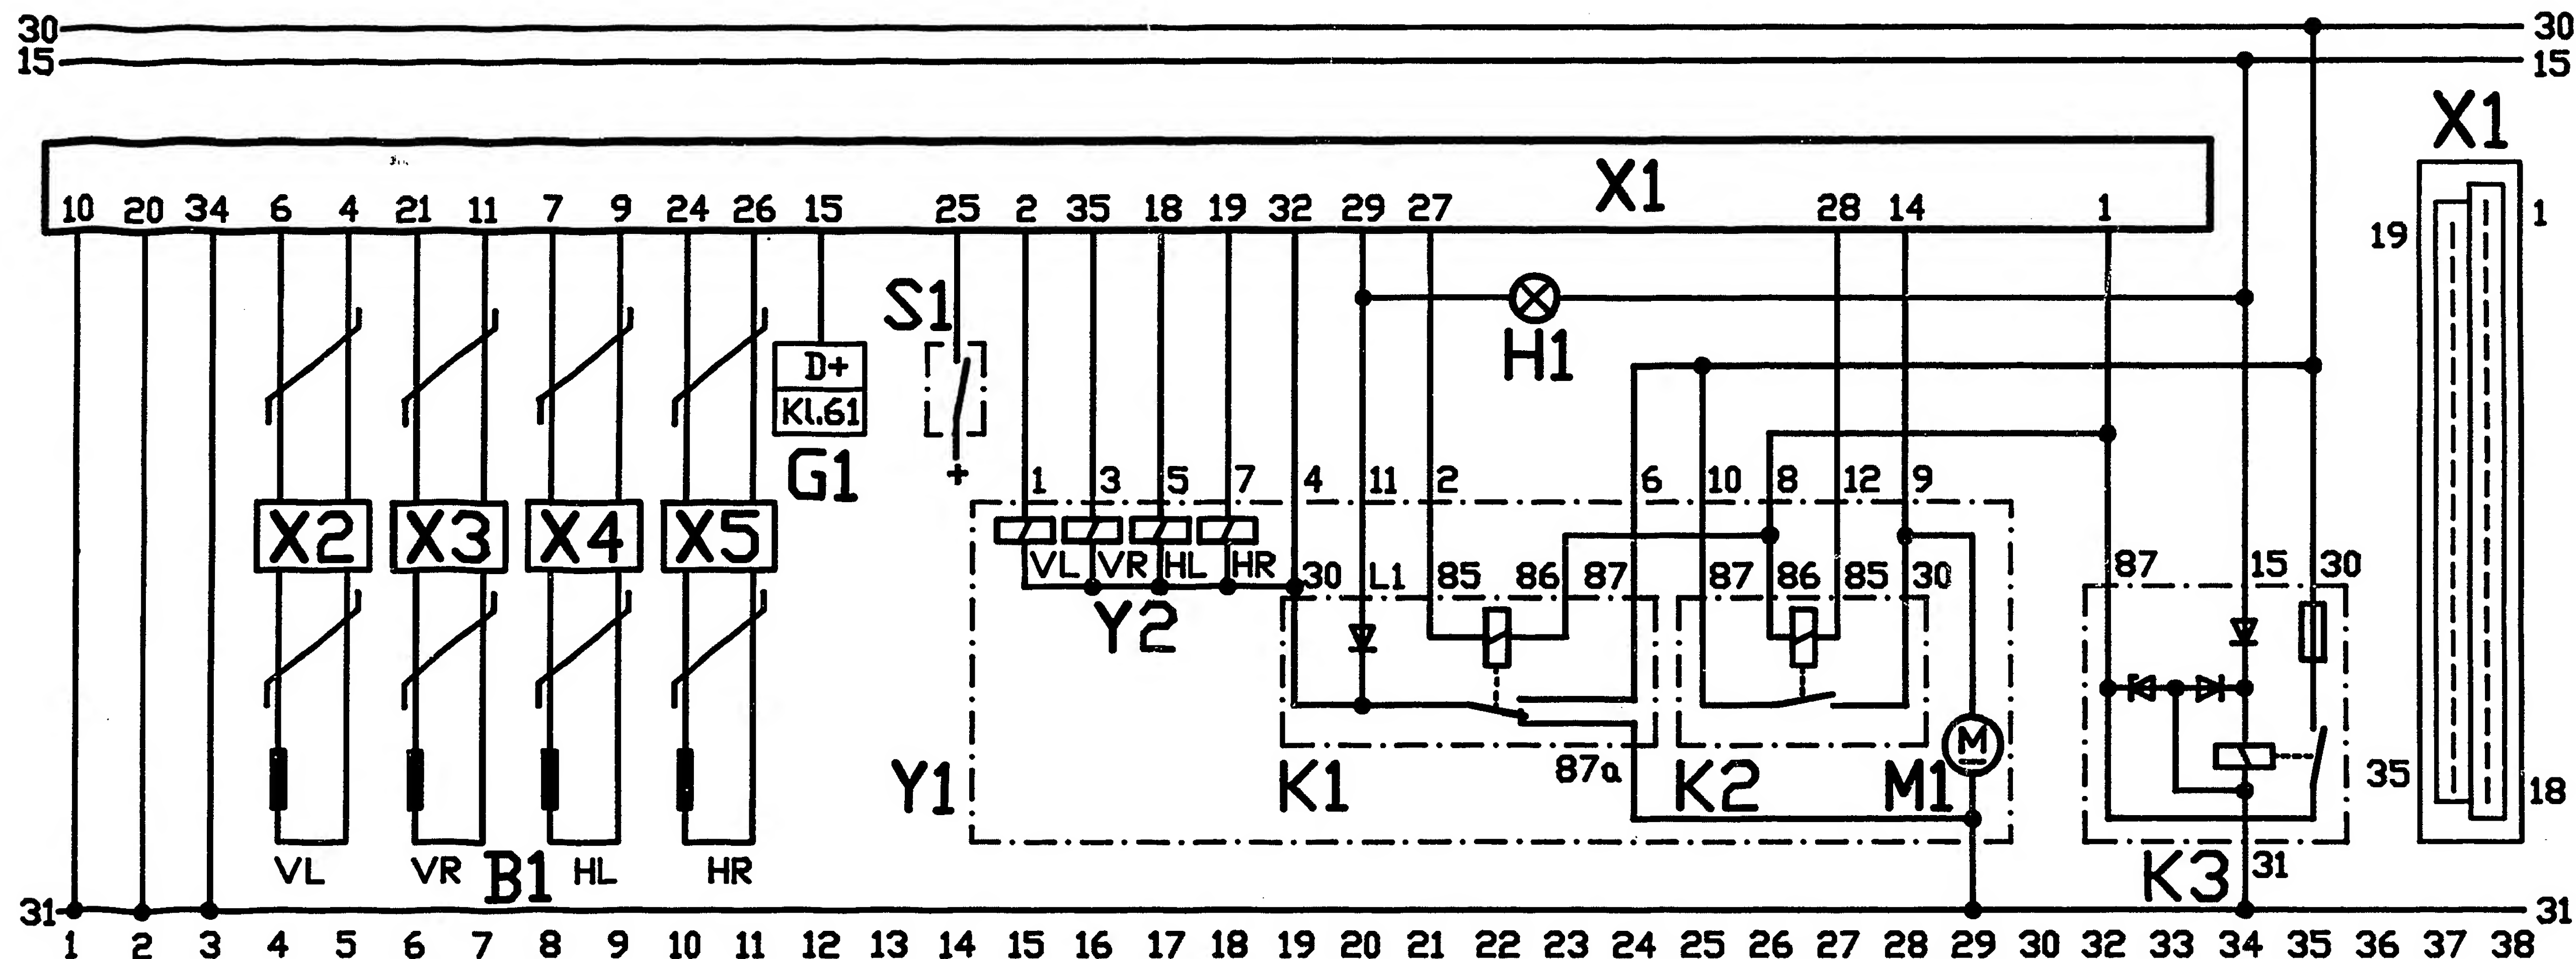 30 30
15 15
X1
10 20 34 6 4 21 11 7 9 24 26 15 25 2 35 18 19 32 29 27 X1 28 14 1
19 1
S1
H1
D+
Kl.61
G1
+
1 3 5 7 4 11 2 6 10 8 12 9
X2 X3 X4 X5
VL VR HL HR 30 L1 85 86 87 87 86 85 30 87 15 30
Y2
Y1 K1 87a K2 M1 M 35 18
VL VR B1 HL HR K3 31
31 31
1 2 3 4 5 6 7 8 9 10 11 12 13 14 15 16 17 18 19 20 21 22 23 24 25 26 27 28 29 30 32 33 34 35 36 37 38